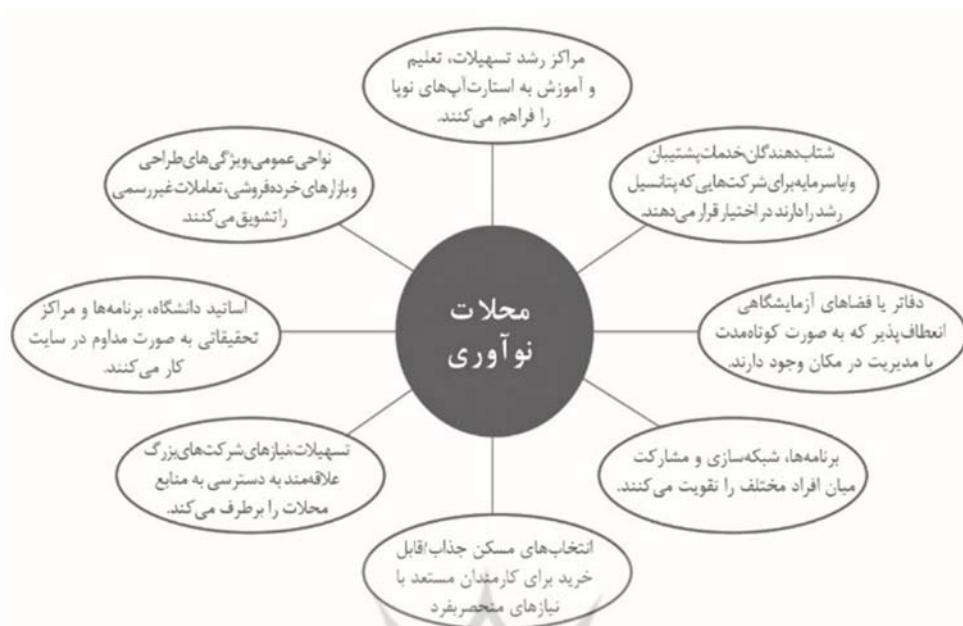 مراکز رشد تسهیلات، تعلیم
و آموزش به استارت‌آپ‌های نوپا
را فراهم می‌کنند.
شتاب‌دهندگان، خدمات پشتیبان
و/یا سرمایه برای شرکت‌هایی که پتانسیل
رشد را دارند در اختیار قرار می‌دهند.
نواحی عمومی، ویژگی‌های طراحی
و بازارهای خرده‌فروشی، تعاملات غیررسمی
را تشویق می‌کنند.
دفاتر یا فضاهای آزمایشگاهی
انعطاف‌پذیر که به صورت کوتاه‌مدت
با مدیریت در مکان وجود دارند.
محلات
نوآوری
اساتید دانشگاه، برنامه‌ها و مراکز
تحقیقاتی به صورت مداوم در سایت
کار می‌کنند.
برنامه‌ها، شبکه‌سازی و مشارکت
میان افراد مختلف را تقویت می‌کنند.
تسهیلات، نیازهای شرکت‌های بزرگ
علاقه‌مند به دسترسی به منابع
محلات را برطرف می‌کند.
انتخاب‌های مسکن جذاب/قابل
خرید برای کارمندان مستعد با
نیازهای منحصربفرد